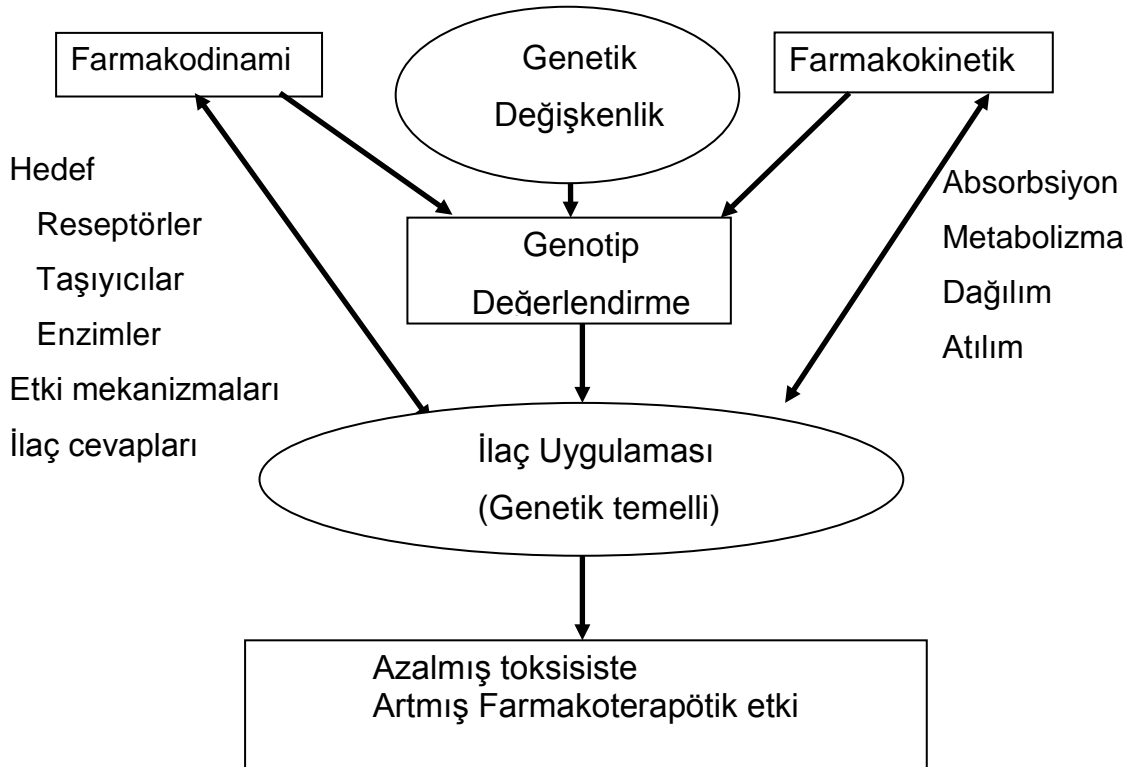 Farmakodinami
Genetik
Değişkenlik
Farmakokinetik
Hedef
Reseptörler
Taşıyıcılar
Enzimler
Etki mekanizmaları
İlaç cevapları
Absorbsiyon
Metabolizma
Dağılım
Atılım
Genotip
Değerlendirme
İlaç Uygulaması
(Genetik temelli)
Azalmış toksisiste
Artmış Farmakoterapötik etki